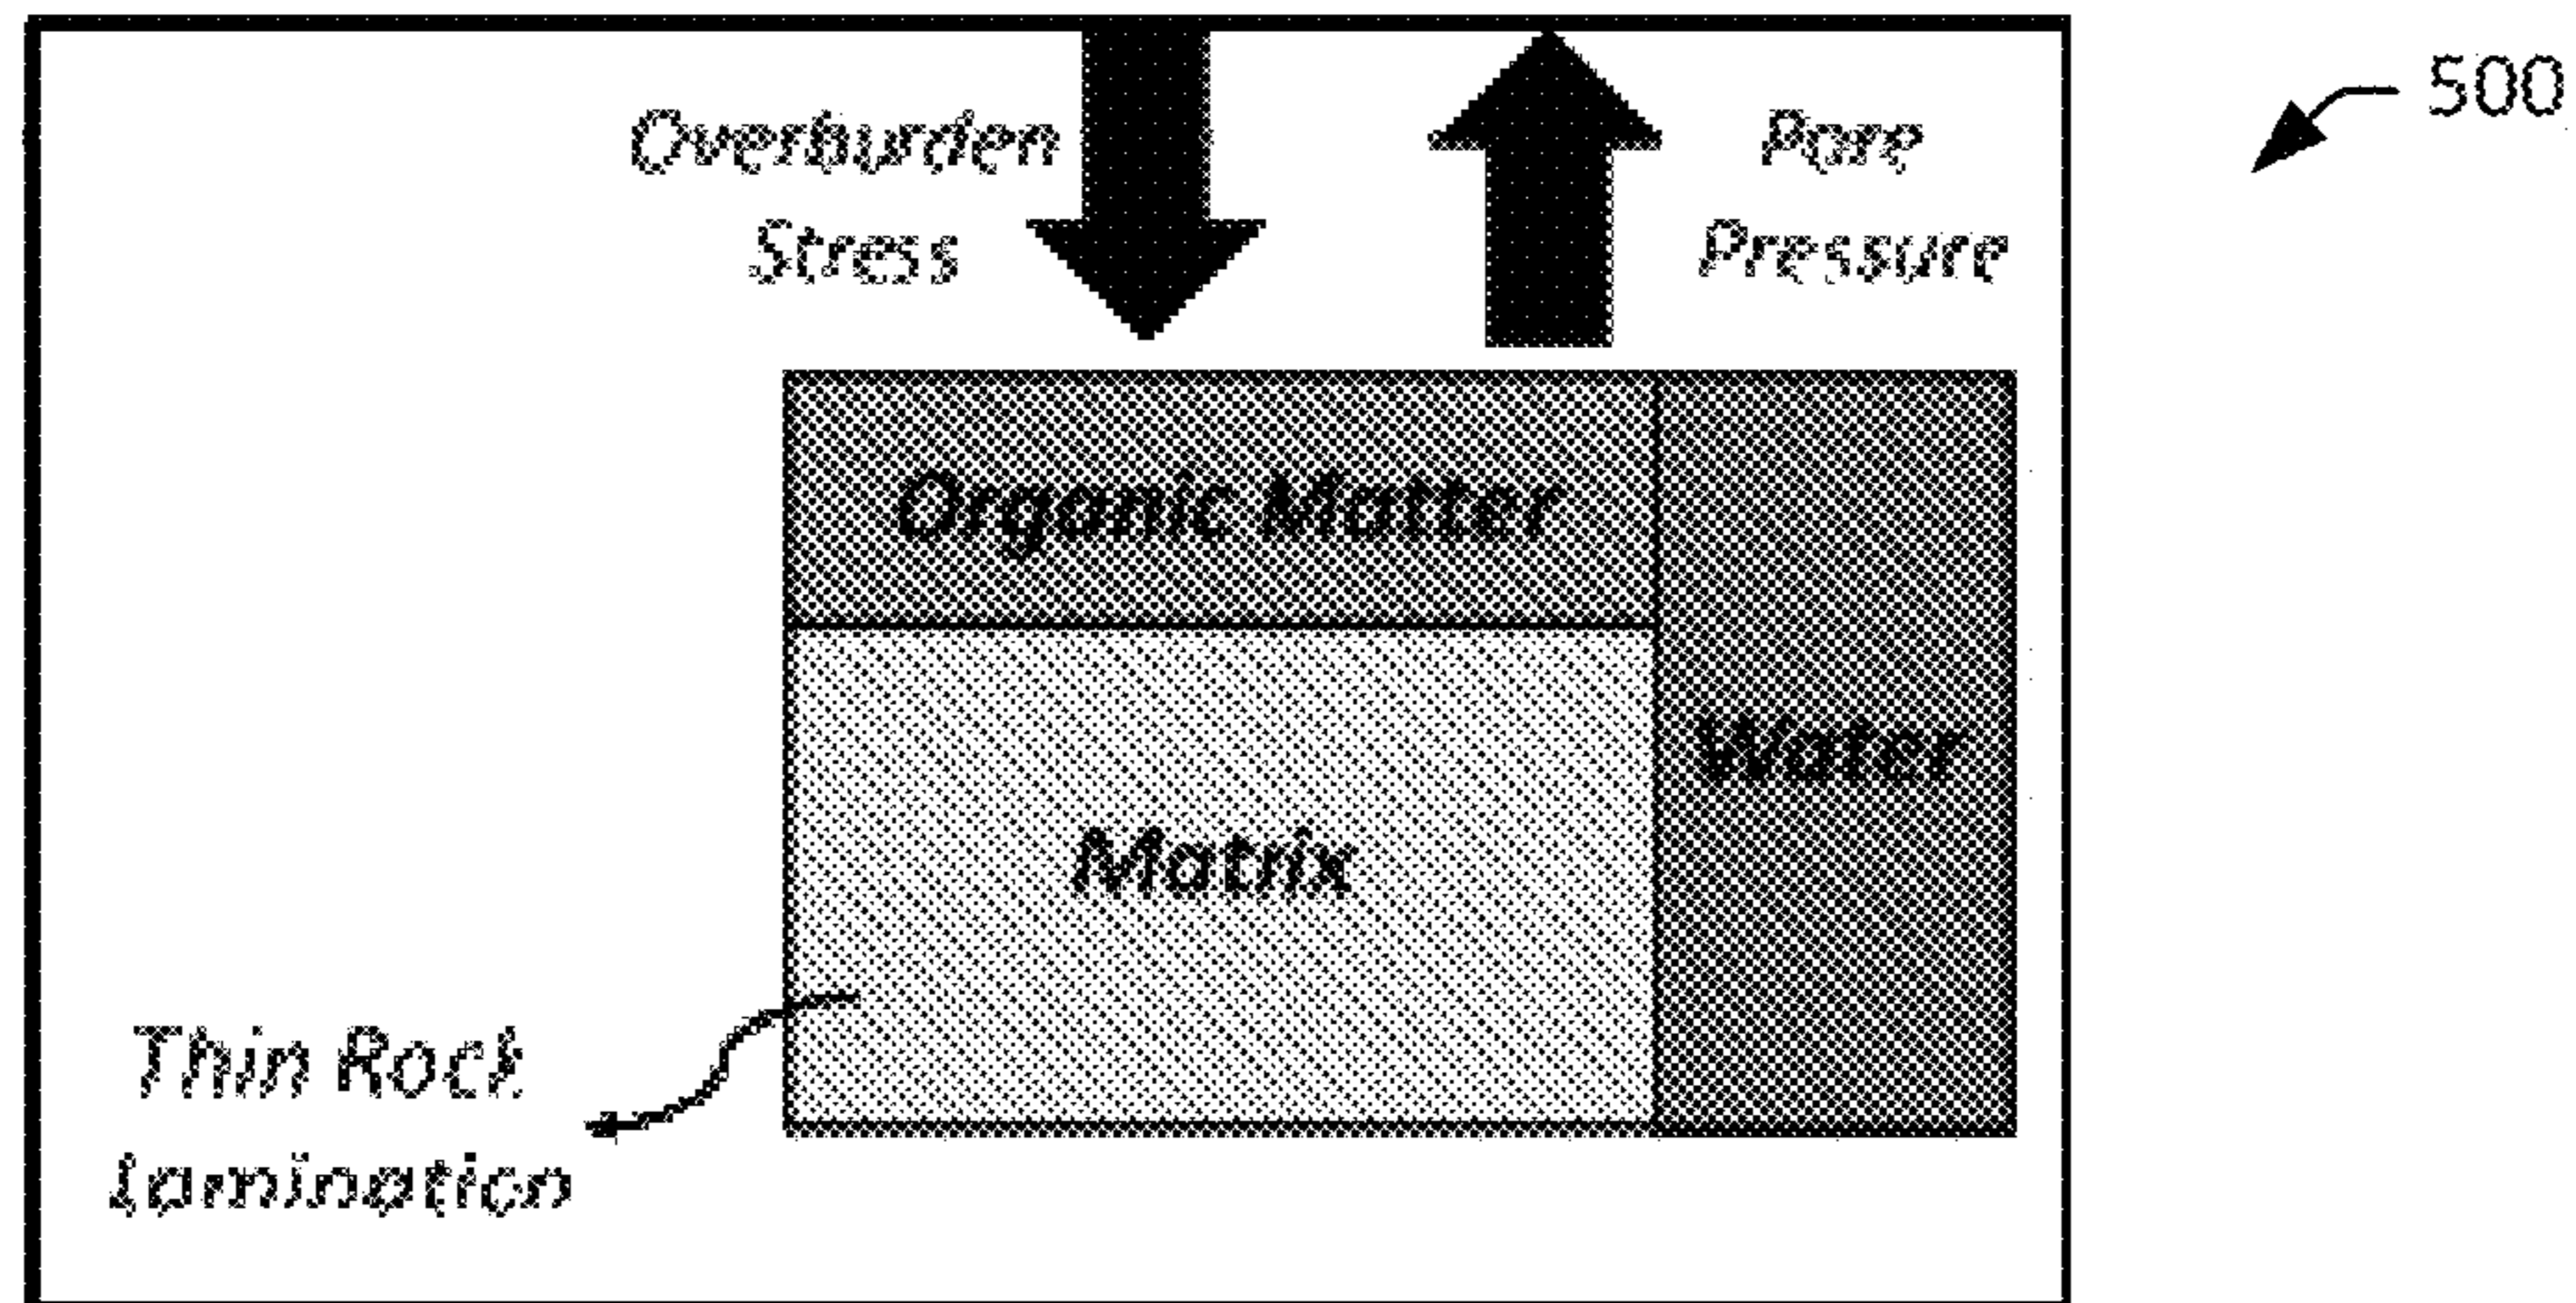 500
Overburden
Stress
Pore
Pressure
Organic Matter
Water
Matrix
Thin Rock
Lamination